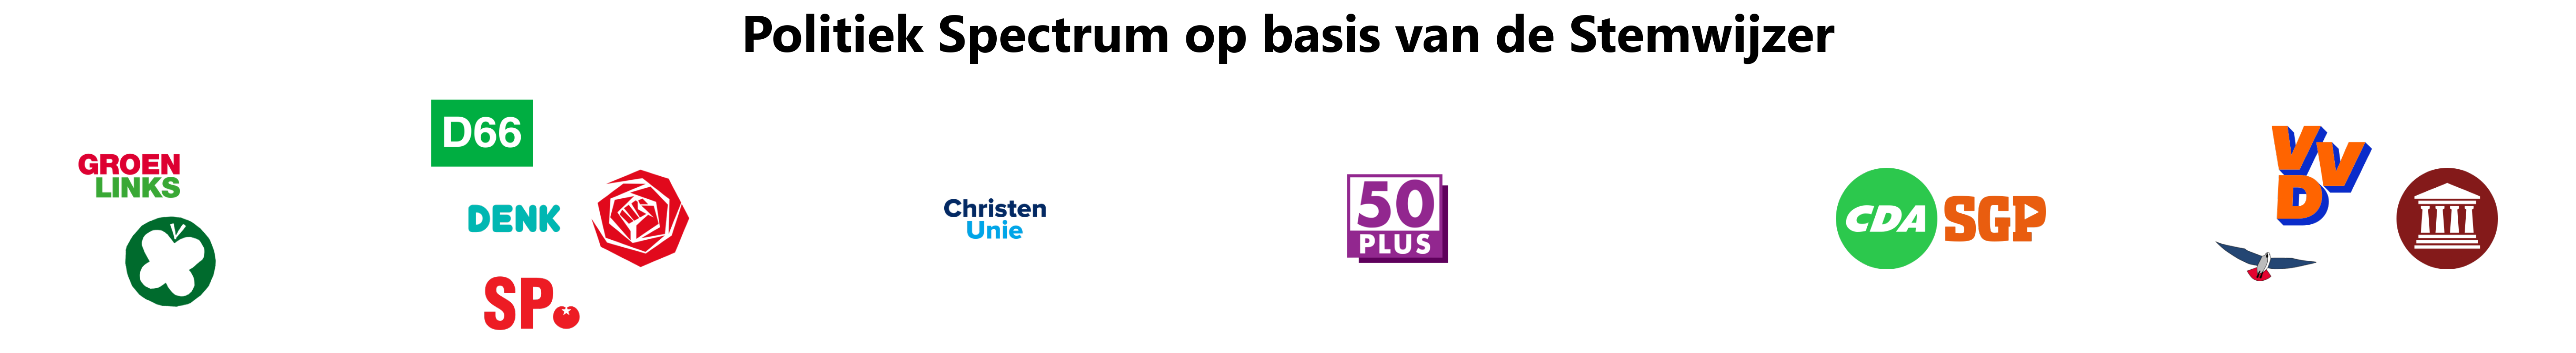 Politiek Spectrum op basis van de Stemwijzer
GROEN
LINKS
D66
DENK
SP
Christen
Unie
50
PLUS
CDA
SGP
VVD